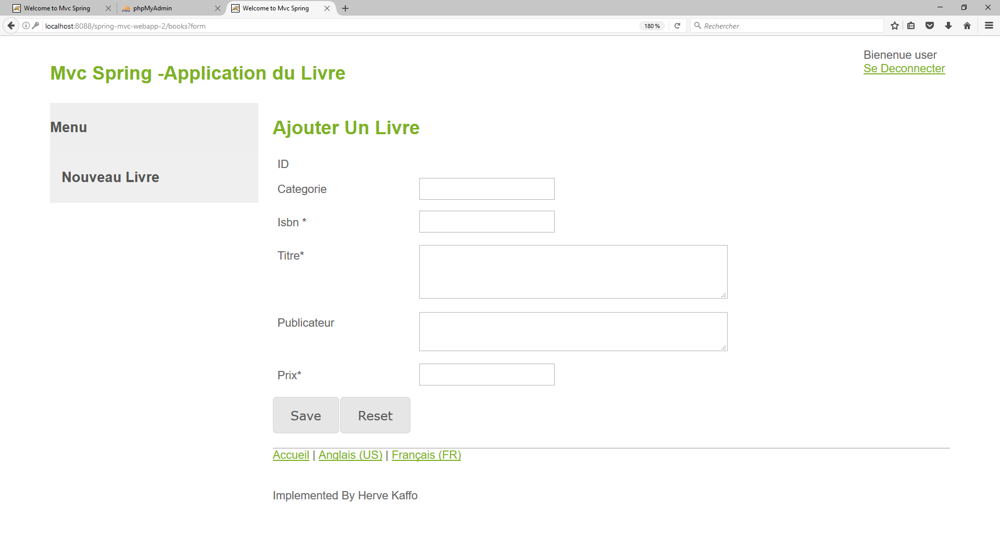 Welcome to Mvc Spring
phpMyAdmin
Welcome to Mvc Spring
localhost:8088/spring-mvc-webapp-2/books?form
180 %
Rechercher
Bienenue user
Se Deconnecter
Mvc Spring -Application du Livre
Menu
Nouveau Livre
Ajouter Un Livre
ID
Categorie
Isbn *
Titre*
Publicateur
Prix*
Save Reset
Accueil | Anglais (US) | Français (FR)
Implemented By Herve Kaffo